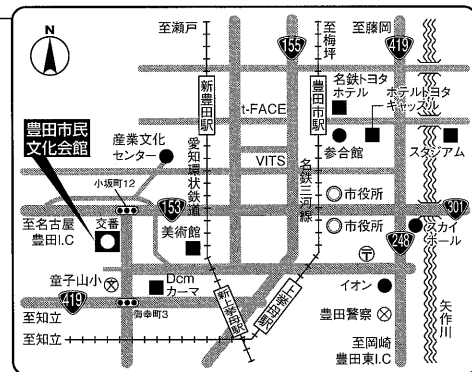 N
至瀬戸
155
至梅坪
至藤岡
419
新豊田駅
豊田市駅
名鉄トヨタ
ホテル
ホテルトヨタ
キャッスル
t-FACE
参合館
スタジアム
豊田市民
文化会館
産業文化
センター
愛知環状鉄道
VITS
名鉄三河線
小坂町12
市役所
301
至名古屋
豊田I.C
交番
153
美術館
市役所
スカイ
ホール
248
〒
童子山小
文
Dcm
カーマ
イオン
矢作川
419
御幸町3
新上挙母駅
上挙母駅
豊田警察
至知立
至知立
至岡崎
豊田東I.C